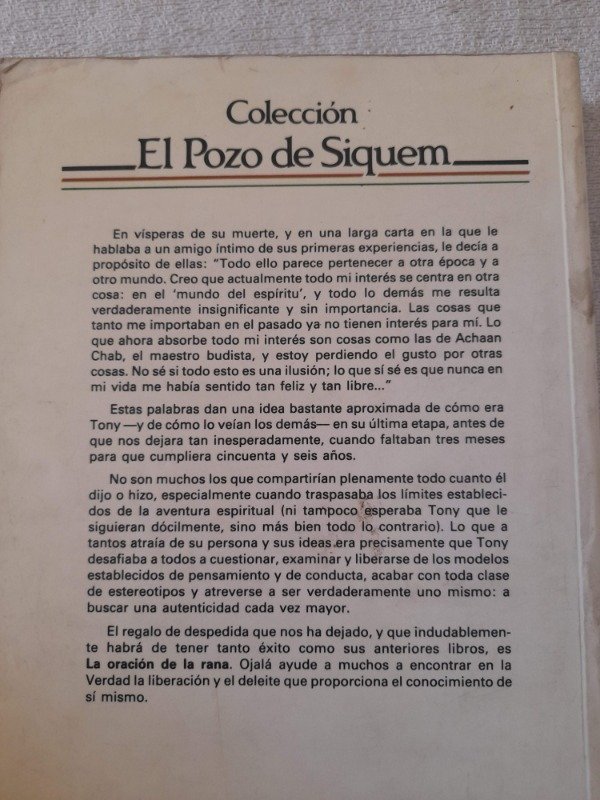 Colección
El Pozo de Siquem
En vísperas de su muerte, y en una larga carta en la que le
hablaba a un amigo íntimo de sus primeras experiencias, le decía a
propósito de ellas: "Todo ello parece pertenecer a otra época y a
otro mundo. Creo que actualmente todo mi interés se centra en otra
cosa: en el 'mundo del espíritu', y todo lo demás me resulta
verdaderamente insignificante y sin importancia. Las cosas que
tanto me importaban en el pasado ya no tienen interés para mí. Lo
que ahora absorbe todo mi interés son cosas como las de Achaan
Chab, el maestro budista, y estoy perdiendo el gusto por otras
cosas. No sé si todo esto es una ilusión; lo que sí sé es que nunca en
mi vida me había sentido tan feliz y tan libre..."
Estas palabras dan una idea bastante aproximada de cómo era
Tony —y de cómo lo veían los demás— en su última etapa, antes de
que nos dejara tan inesperadamente, cuando faltaban tres meses
para que cumpliera cincuenta y seis años.
No son muchos los que compartirían plenamente todo cuanto él
dijo o hizo, especialmente cuando traspasaba los límites estableci-
dos de la aventura espiritual (ni tampoco esperaba Tony que le
siguieran dócilmente, sino más bien todo lo contrario). Lo que a
tantos atraía de su persona y sus ideas era precisamente que Tony
desafiaba a todos a cuestionar, examinar y liberarse de los modelos
establecidos de pensamiento y de conducta, acabar con toda clase
de estereotipos y atreverse a ser verdaderamente uno mismo: a
buscar una autenticidad cada vez mayor.
El regalo de despedida que nos ha dejado, y que indudablemen-
te habrá de tener tanto éxito como sus anteriores libros, es
La oración de la rana. Ojalá ayude a muchos a encontrar en la
Verdad la liberación y el deleite que proporciona el conocimiento de
sí mismo.